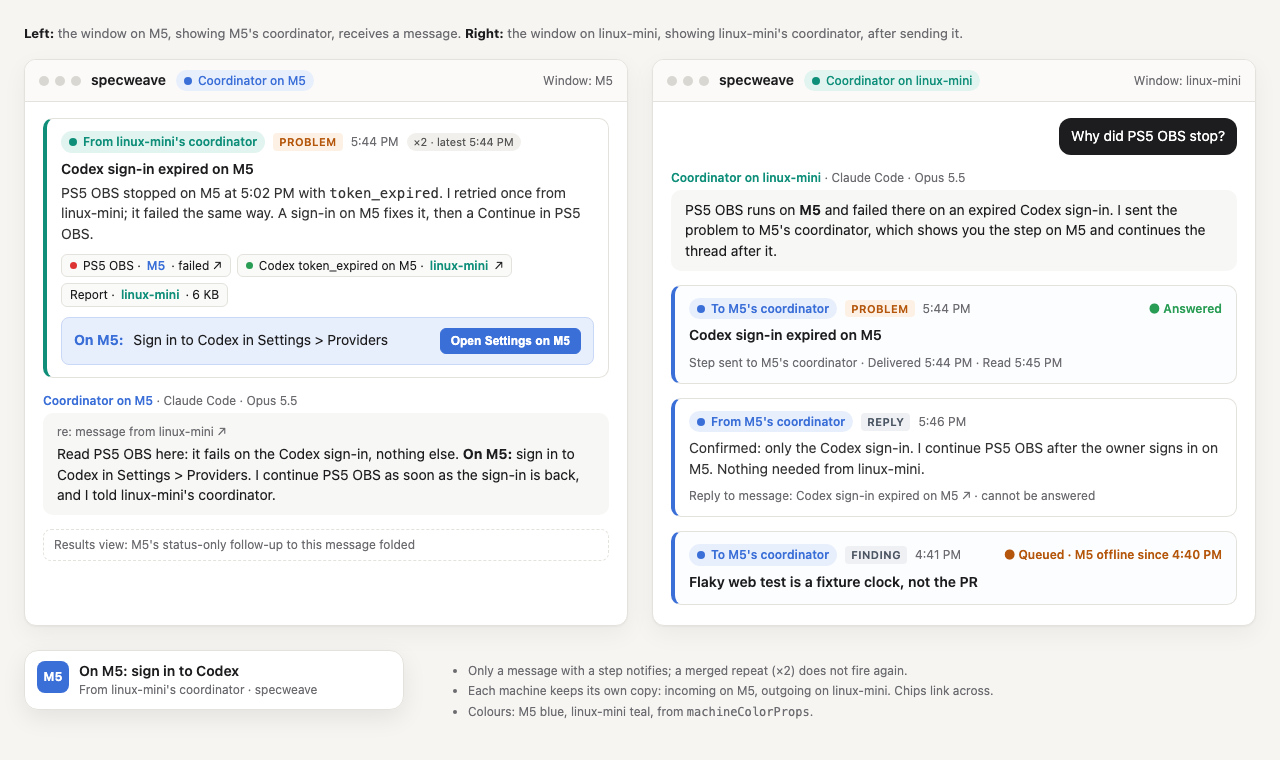 Left: the window on M5, showing M5's coordinator, receives a message. Right: the window on linux-mini, showing linux-mini's coordinator, after sending it.
specweave Coordinator on M5 Window: M5
From linux-mini's coordinator PROBLEM 5:44 PM ×2 · latest 5:44 PM
Codex sign-in expired on M5
PS5 OBS stopped on M5 at 5:02 PM with token_expired. I retried once from
linux-mini; it failed the same way. A sign-in on M5 fixes it, then a Continue in PS5
OBS.
PS5 OBS · M5 · failed ↗ Codex token_expired on M5 · linux-mini ↗
Report · linux-mini · 6 KB
On M5: Sign in to Codex in Settings > Providers Open Settings on M5
Coordinator on M5 · Claude Code · Opus 5.5
re: message from linux-mini ↗
Read PS5 OBS here: it fails on the Codex sign-in, nothing else. On M5: sign in to
Codex in Settings > Providers. I continue PS5 OBS as soon as the sign-in is back,
and I told linux-mini's coordinator.
Results view: M5's status-only follow-up to this message folded
specweave Coordinator on linux-mini Window: linux-mini
Why did PS5 OBS stop?
Coordinator on linux-mini · Claude Code · Opus 5.5
PS5 OBS runs on M5 and failed there on an expired Codex sign-in. I sent the
problem to M5's coordinator, which shows you the step on M5 and continues the
thread after it.
To M5's coordinator PROBLEM 5:44 PM Answered
Codex sign-in expired on M5
Step sent to M5's coordinator · Delivered 5:44 PM · Read 5:45 PM
From M5's coordinator REPLY 5:46 PM
Confirmed: only the Codex sign-in. I continue PS5 OBS after the owner signs in on
M5. Nothing needed from linux-mini.
Reply to message: Codex sign-in expired on M5 ↗ · cannot be answered
To M5's coordinator FINDING 4:41 PM Queued · M5 offline since 4:40 PM
Flaky web test is a fixture clock, not the PR
M5 On M5: sign in to Codex
From linux-mini's coordinator · specweave
• Only a message with a step notifies; a merged repeat (×2) does not fire again.
• Each machine keeps its own copy: incoming on M5, outgoing on linux-mini. Chips link across.
• Colours: M5 blue, linux-mini teal, from machineColorProps.